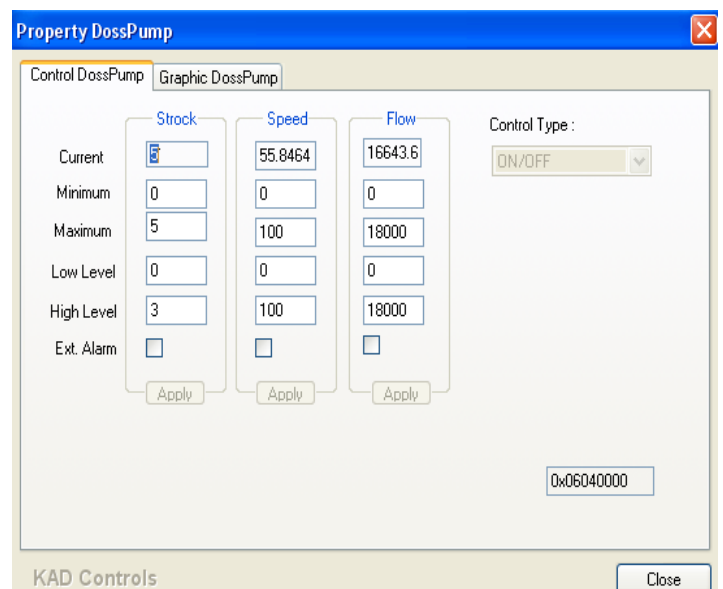 Property DossPump
Control DossPump Graphic DossPump
Strock Speed Flow Control Type :
Current 5 55.8464 16643.6 ON/OFF
Minimum 0 0 0
Maximum 5 100 18000
Low Level 0 0 0
High Level 3 100 18000
Ext. Alarm
Apply Apply Apply
0x06040000
KAD Controls Close